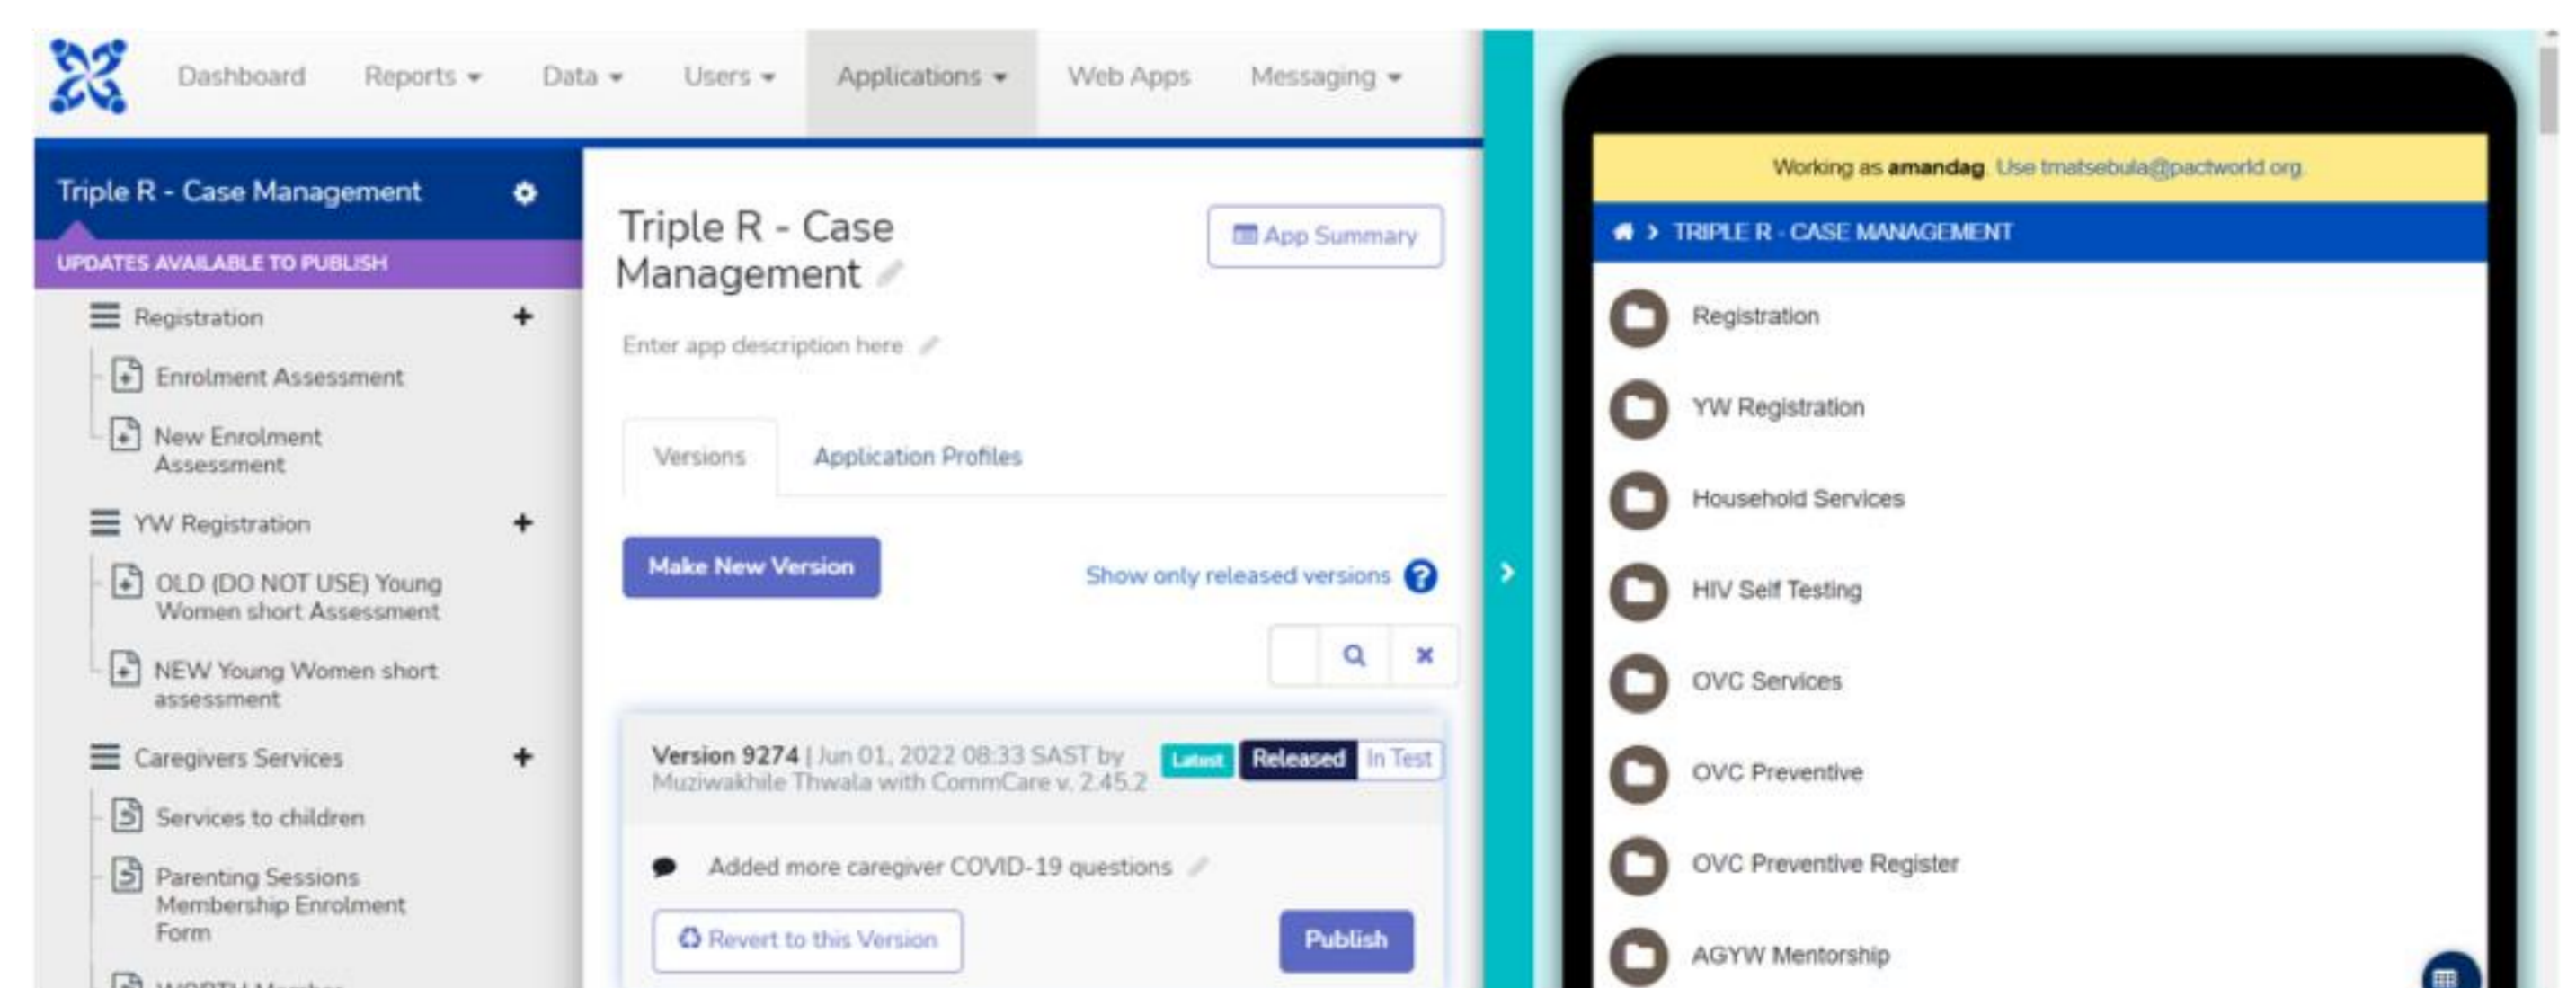 Dashboard Reports Data Users Applications Web Apps Messaging
Triple R - Case Management
UPDATES AVAILABLE TO PUBLISH
Registration
Enrolment Assessment
New Enrolment
Assessment
YW Registration
OLD (DO NOT USE) Young
Women short Assessment
NEW Young Women short
assessment
Caregivers Services
Services to children
Parenting Sessions
Membership Enrolment
Form
Triple R - Case
Management
App Summary
Enter app description here
Versions Application Profiles
Make New Version
Show only released versions
Version 9274 | Jun 01, 2022 08:33 SAST by
Muziwakhile Thwala with CommCare v. 2.45.2
Latest Released In Test
Added more caregiver COVID-19 questions
Revert to this Version
Publish
Working as amandag. Use tmatsebula@pactworld.org.
TRIPLE R - CASE MANAGEMENT
Registration
YW Registration
Household Services
HIV Self Testing
OVC Services
OVC Preventive
OVC Preventive Register
AGYW Mentorship